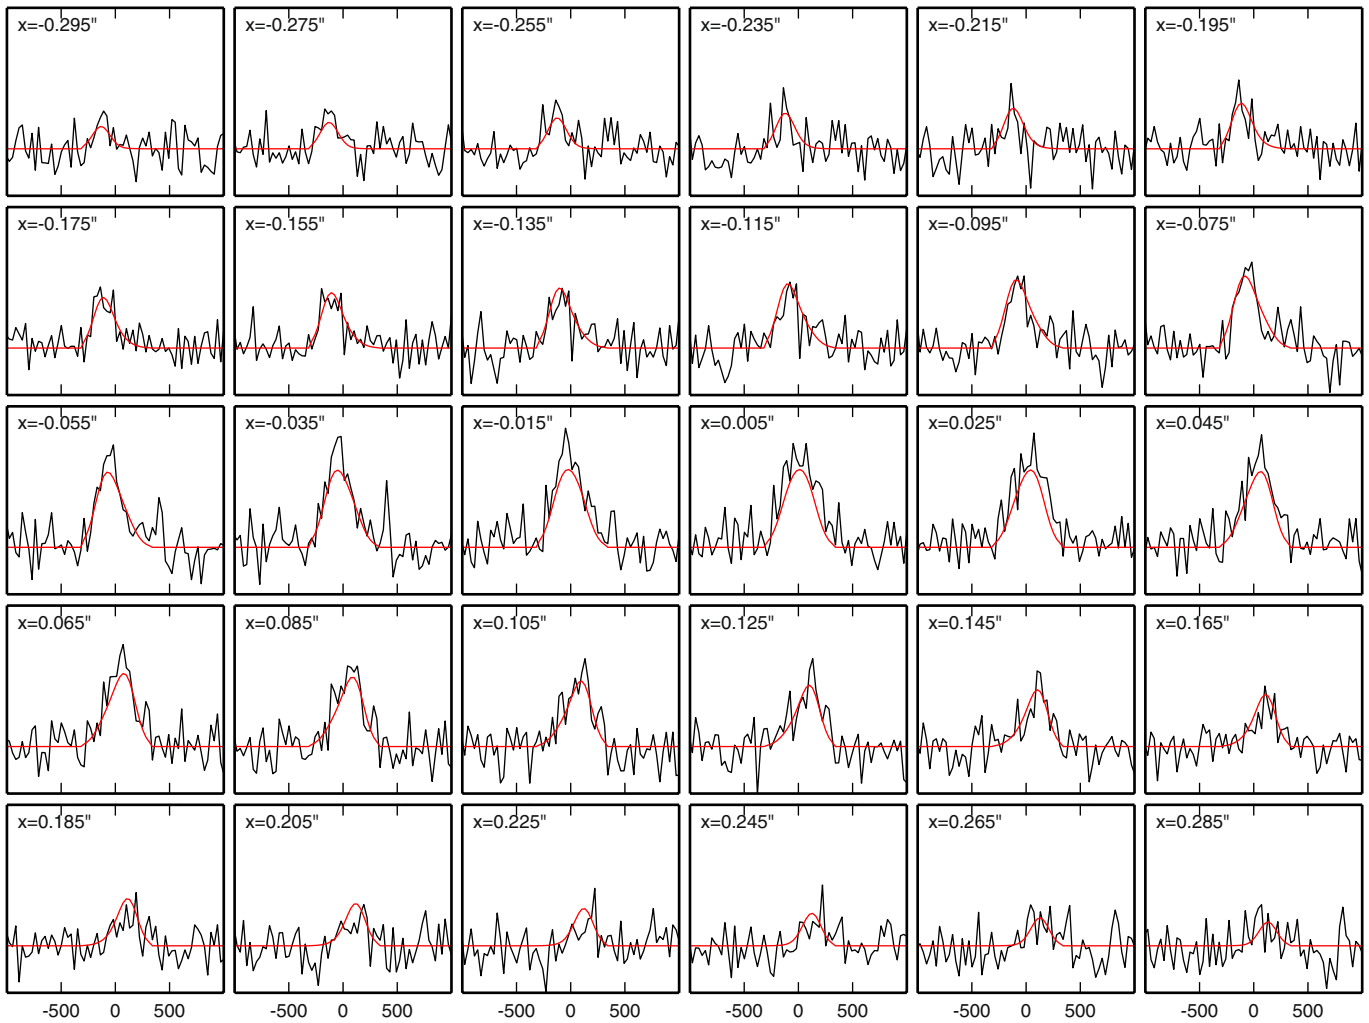 x=-0.295" x=-0.275" x=-0.255" x=-0.235" x=-0.215" x=-0.195"
x=-0.175" x=-0.155" x=-0.135" x=-0.115" x=-0.095" x=-0.075"
x=-0.055" x=-0.035" x=-0.015" x=0.005" x=0.025" x=0.045"
x=0.065" x=0.085" x=0.105" x=0.125" x=0.145" x=0.165"
x=0.185" x=0.205" x=0.225" x=0.245" x=0.265" x=0.285"
-500 0 500 -500 0 500 -500 0 500 -500 0 500 -500 0 500 -500 0 500